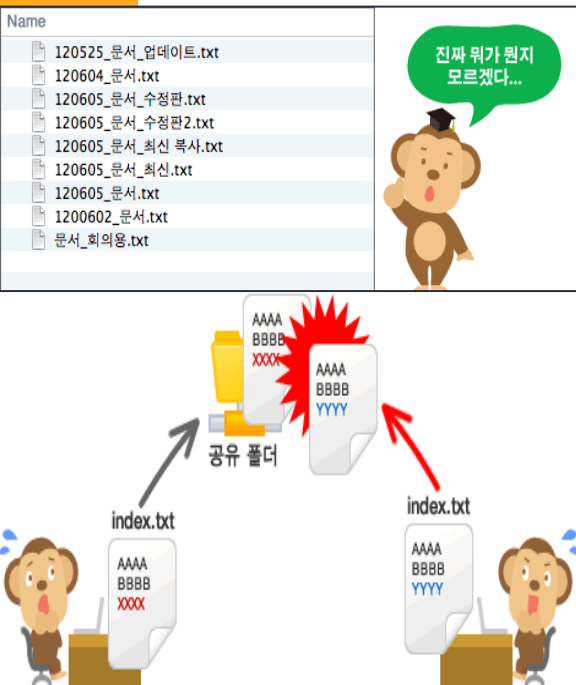 Name
120525_문서_업데이트.txt
120604_문서.txt
120605_문서_수정판.txt
120605_문서_수정판2.txt
120605_문서_최신 복사.txt
120605_문서_최신.txt
120605_문서.txt
1200602_문서.txt
문서_회의용.txt
진짜 뭐가 뭔지
모르겠다...
AAAA
BBBB
XXXX
AAAA
BBBB
YYYY
공유 폴더
index.txt
AAAA
BBBB
XXXX
index.txt
AAAA
BBBB
YYYY